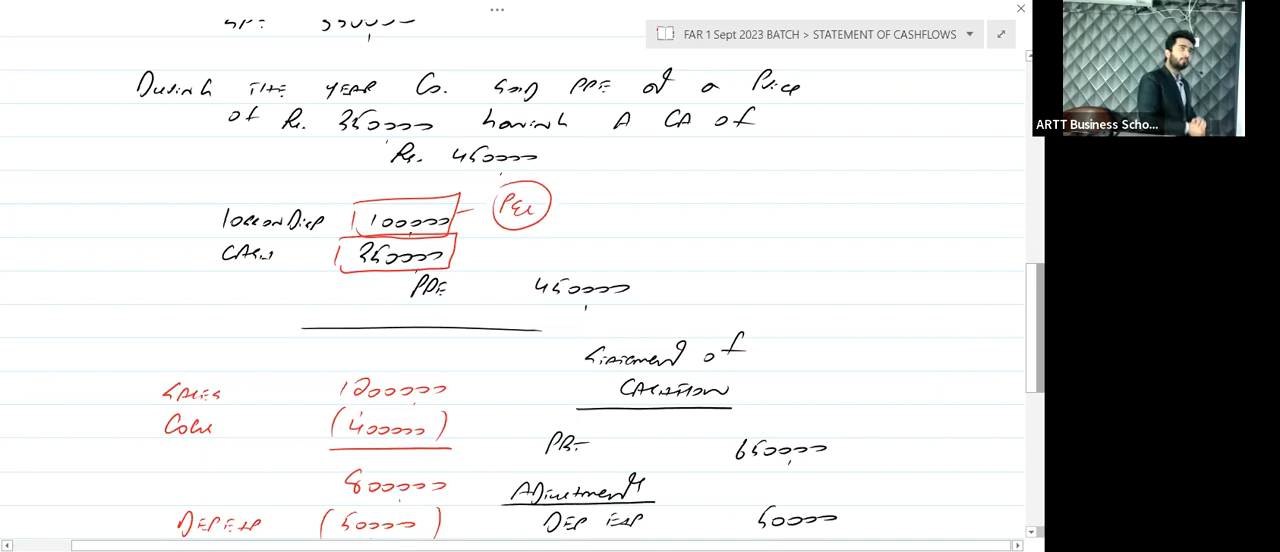 FAR 1 Sept 2023 BATCH > STATEMENT OF CASHFLOWS
ARTT Business Scho...
DURING THE YEAR Co. SOLD PPE at a Price
of Rs. 350000 having A CA of
Rs. 450000
loss on Disp 100000 P&L
CASH 350000
PPE 450000
Statement of
CASHFLOW
SALES 1200000
COGS (400000)
PBT 650000
800000
Adjustments
DEP EXP (50000)
DEP EXP 50000